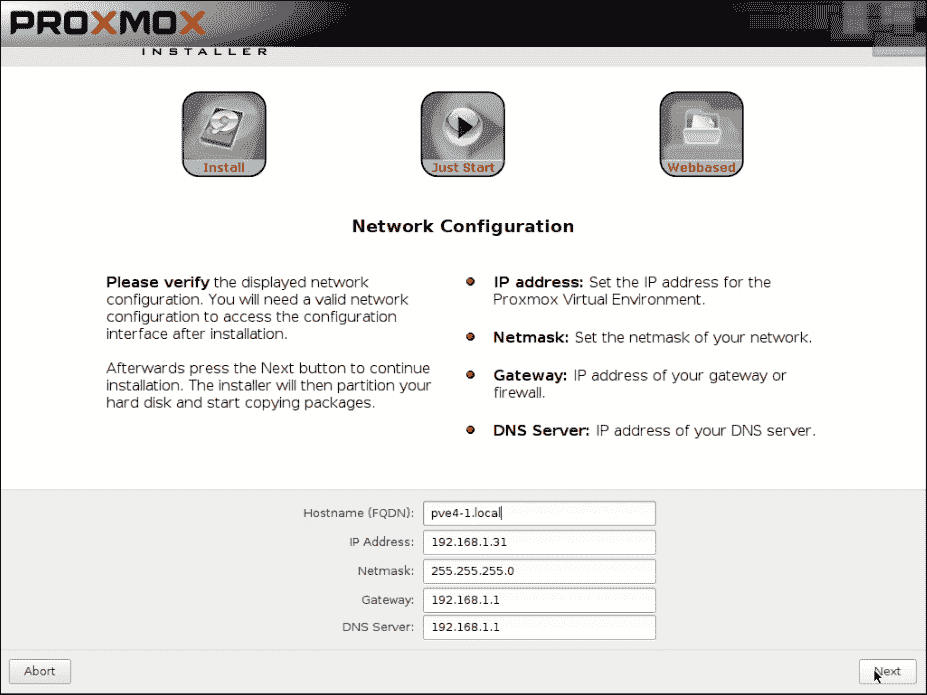 PROXMOX
INSTALLER
Install
Just Start
Webbased
Network Configuration
Please verify the displayed network
configuration. You will need a valid network
configuration to access the configuration
interface after installation.
Afterwards press the Next button to continue
installation. The installer will then partition your
hard disk and start copying packages.
IP address: Set the IP address for the
Proxmox Virtual Environment.
Netmask: Set the netmask of your network.
Gateway: IP address of your gateway or
firewall.
DNS Server: IP address of your DNS server.
Hostname (FQDN): pve4-1.local
IP Address: 192.168.1.31
Netmask: 255.255.255.0
Gateway: 192.168.1.1
DNS Server: 192.168.1.1
Abort
Next